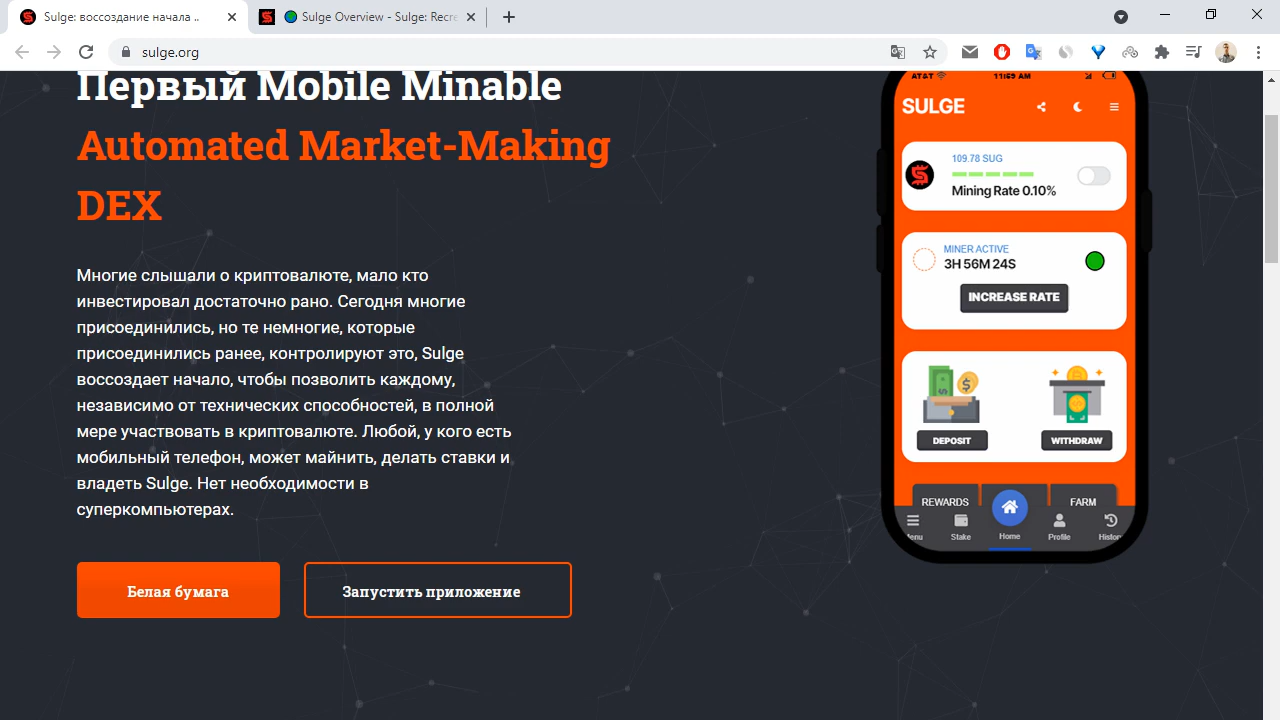 Sulge: воссоздание начала ..
Sulge Overview - Sulge: Recre
sulge.org
Первый Mobile Minable
Automated Market-Making
DEX
Многие слышали о криптовалюте, мало кто
инвестировал достаточно рано. Сегодня многие
присоединились, но те немногие, которые
присоединились ранее, контролируют это, Sulge
воссоздает начало, чтобы позволить каждому,
независимо от технических способностей, в полной
мере участвовать в криптовалюте. Любой, у кого есть
мобильный телефон, может майнить, делать ставки и
владеть Sulge. Нет необходимости в
суперкомпьютерах.
Белая бумага
Запустить приложение
AT&T 11:59 AM
SULGE
109.78 SUG
Mining Rate 0.10%
MINER ACTIVE
3H 56M 24S
INCREASE RATE
DEPOSIT
WITHDRAW
REWARDS
FARM
enu
Stake
Home
Profile
Histor